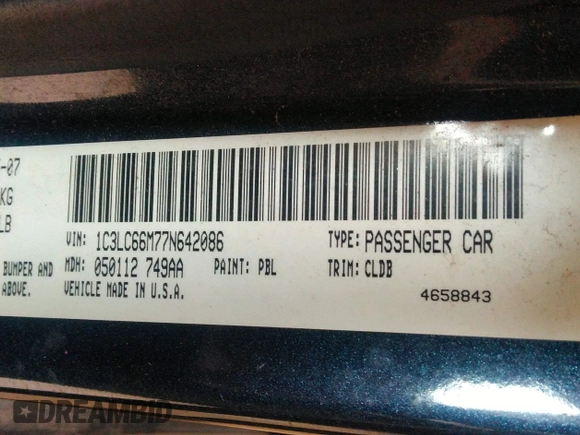 -07
KG
LB
VIN: 1C3LC66M77N642086 TYPE: PASSENGER CAR
BUMPER AND MDH: 050112 749AA PAINT: PBL TRIM: CLDB
ABOVE. VEHICLE MADE IN U.S.A. 4658843
DREAMBID